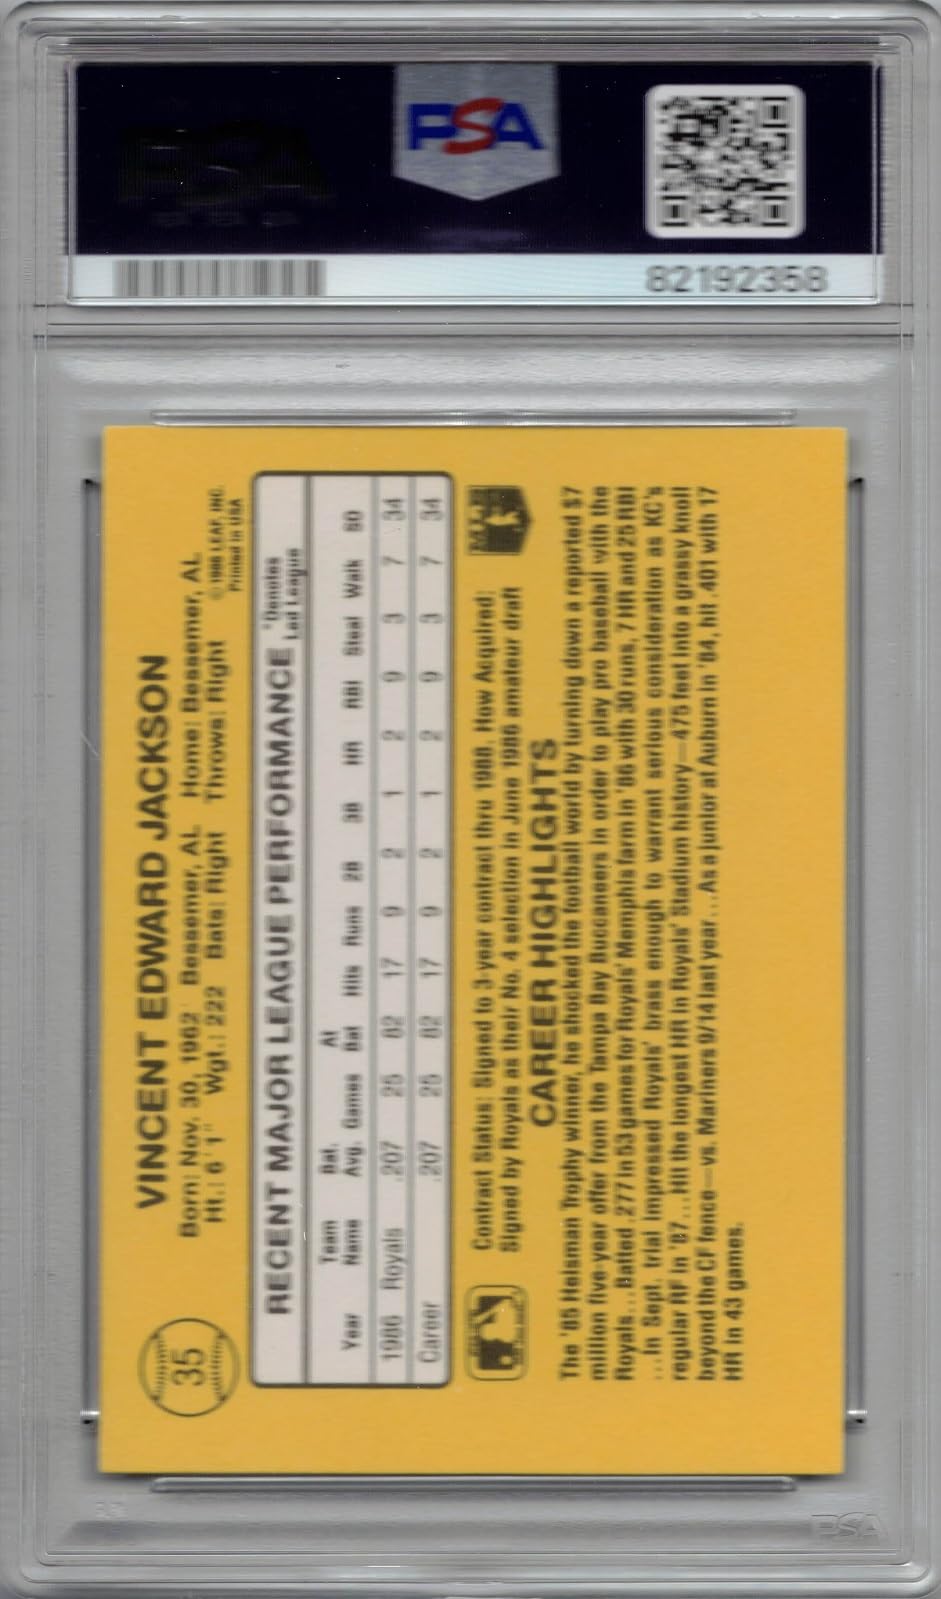 PSA
82192358
35
VINCENT EDWARD JACKSON
Born: Nov. 30, 1962 Bessemer, AL Home: Bessemer, AL
Ht.: 6'1" Wgt.: 222 Bats: Right Throws: Right
© 1986 LEAF, INC.
Printed in USA
RECENT MAJOR LEAGUE PERFORMANCE
*Denotes
Led League
Year Team Name Bat. Avg. Games At Bat Hits Runs 2B 3B HR RBI Steal Walk SO
1986 Royals .207 25 82 17 9 2 1 2 9 3 7 34
Career .207 25 82 17 9 2 1 2 9 3 7 34
Contract Status: Signed to 3-year contract thru 1988. How Acquired:
Signed by Royals as their No. 4 selection in June 1986 amateur draft
CAREER HIGHLIGHTS
The '85 Heisman Trophy winner, he shocked the football world by turning down a reported $7
million five-year offer from the Tampa Bay Buccaneers in order to play pro baseball with the
Royals...Batted .277 in 53 games for Royals' Memphis farm in '86 with 30 runs, 7 HR and 25 RBI
...In Sept. trial impressed Royals' brass enough to warrant serious consideration as KC's
regular RF in '87...Hit the longest HR in Royals' Stadium history—475 feet into a grassy knoll
beyond the CF fence—vs. Mariners 9/14 last year...As a junior at Auburn in '84, hit .401 with 17
HR in 43 games.
PSA